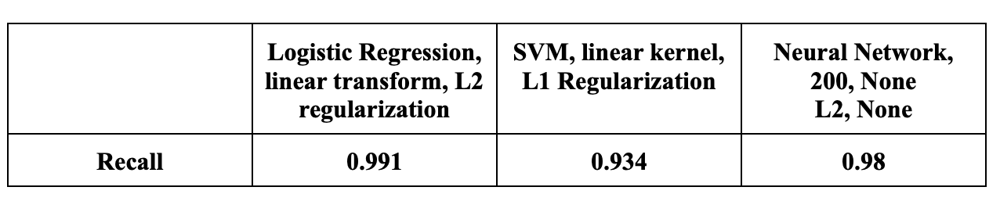 Logistic Regression,
linear transform, L2
regularization
SVM, linear kernel,
L1 Regularization
Neural Network,
200, None
L2, None
Recall
0.991
0.934
0.98